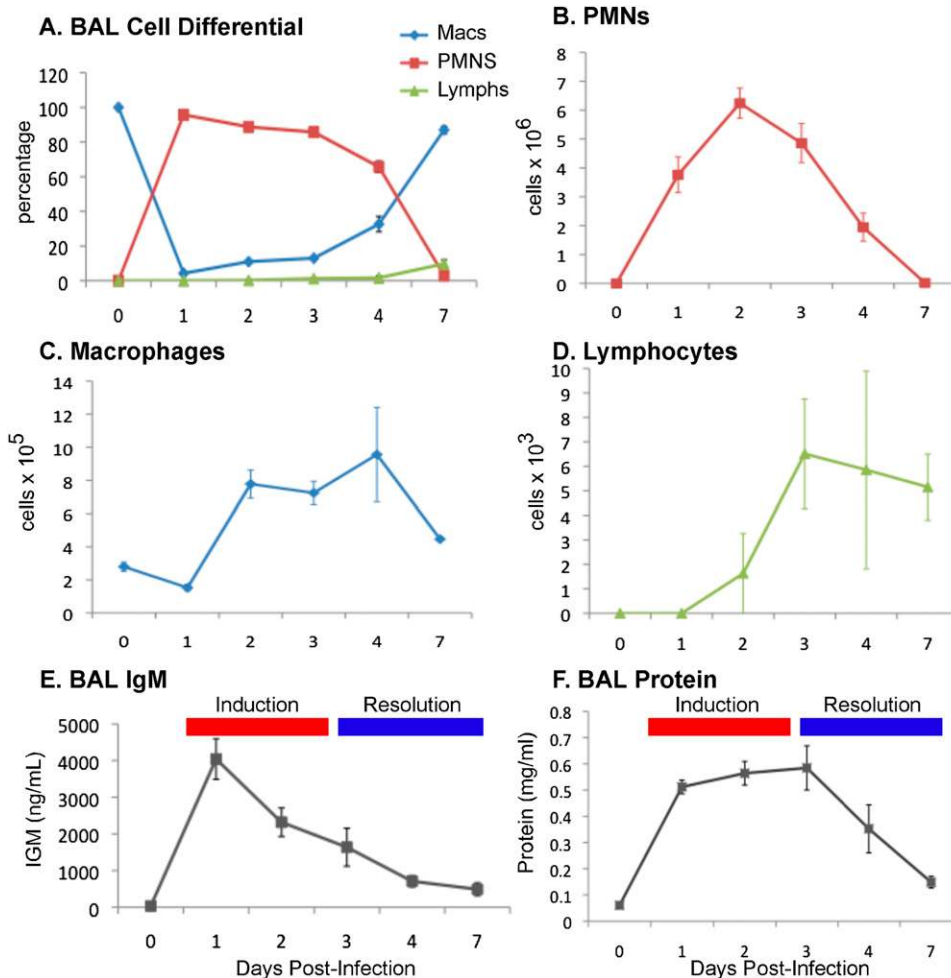 A. BAL Cell Differential
Macs
PMNS
Lymphs
percentage
120
100
80
60
40
20
0
0 1 2 3 4 7
B. PMNs
cells x 10^6
8
7
6
5
4
3
2
1
0
0 1 2 3 4 7
C. Macrophages
cells x 10^5
14
12
10
8
6
4
2
0
0 1 2 3 4 7
D. Lymphocytes
cells x 10^3
10
9
8
7
6
5
4
3
2
1
0
0 1 2 3 4 7
E. BAL IgM
Induction Resolution
IGM (ng/mL)
5000
4000
3000
2000
1000
0
0 1 2 3 4 7
Days Post-Infection
F. BAL Protein
Induction Resolution
Protein (mg/ml)
0.8
0.7
0.6
0.5
0.4
0.3
0.2
0.1
0
0 1 2 3 4 7
Days Post-Infection